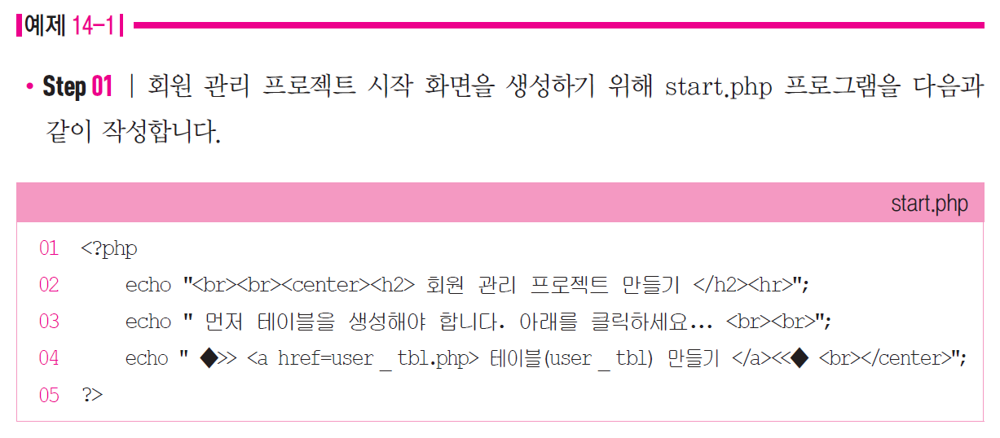 예제 14-1
• Step 01 | 회원 관리 프로젝트 시작 화면을 생성하기 위해 start.php 프로그램을 다음과
같이 작성합니다.
start.php
01 <?php
02 echo "<br><br><center><h2> 회원 관리 프로젝트 만들기 </h2><hr>";
03 echo " 먼저 테이블을 생성해야 합니다. 아래를 클릭하세요... <br><br>";
04 echo " ◆>> <a href=user_tbl.php> 테이블(user_tbl) 만들기 </a><<◆ <br></center>";
05 ?>